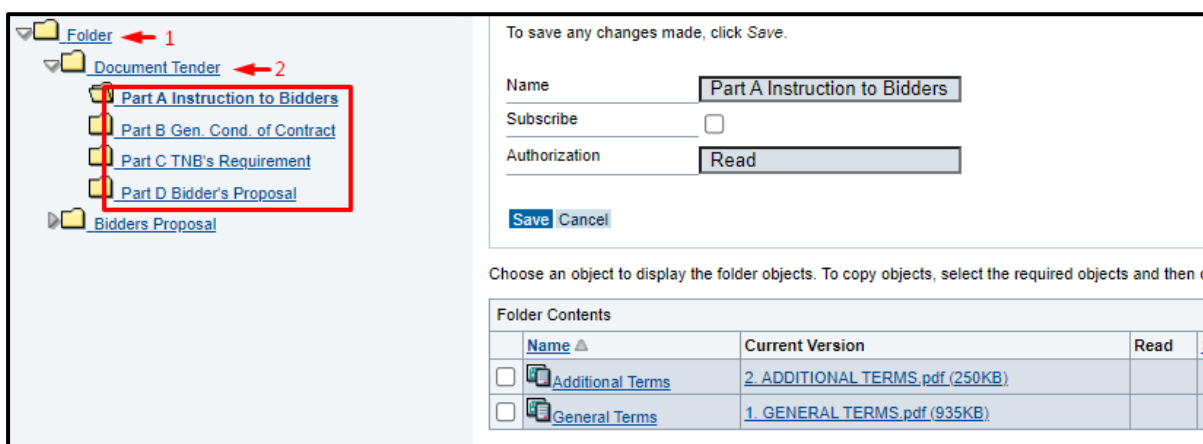 Folder 1
Document Tender 2
Part A Instruction to Bidders
Part B Gen. Cond. of Contract
Part C TNB's Requirement
Part D Bidder's Proposal
Bidders Proposal
To save any changes made, click Save.
Name Part A Instruction to Bidders
Subscribe
Authorization Read
Save Cancel
Choose an object to display the folder objects. To copy objects, select the required objects and then
Folder Contents
Name Current Version Read
Additional Terms 2. ADDITIONAL TERMS.pdf (250KB)
General Terms 1. GENERAL TERMS.pdf (935KB)